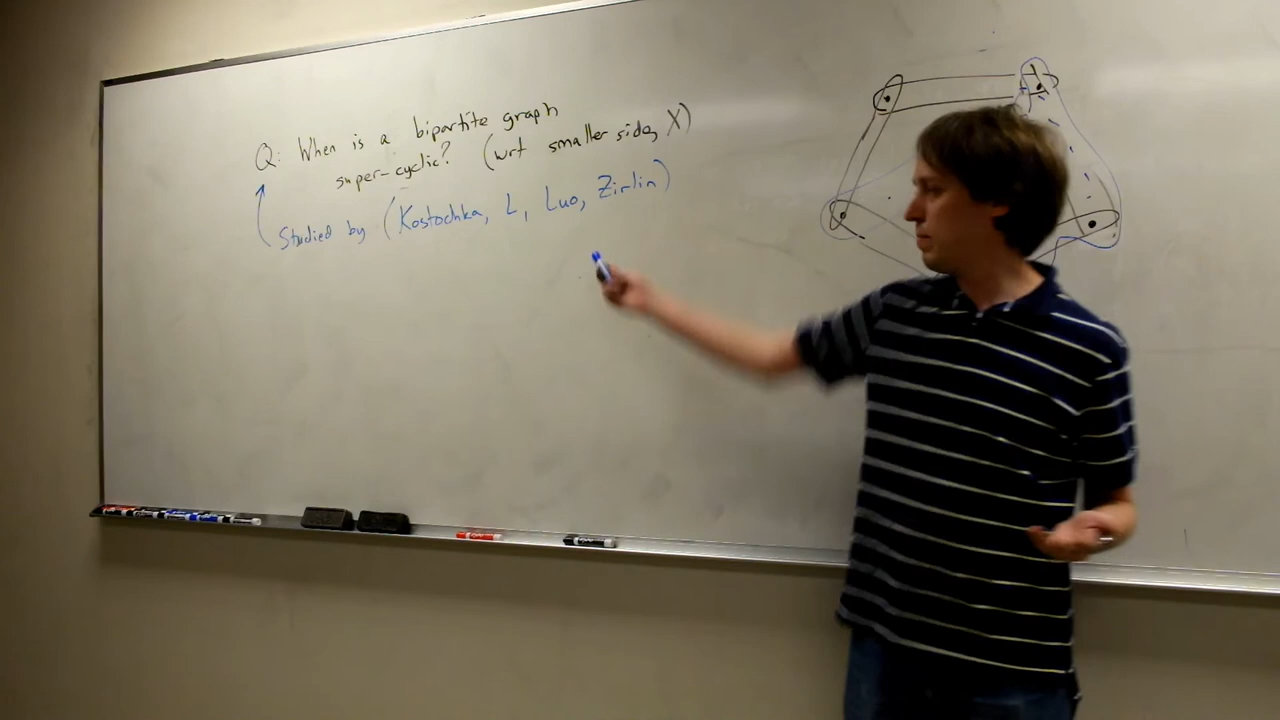 Q: When is a bipartite graph
super-cyclic? (wrt smaller side, X)
Studied by (Kostochka, L, Luo, Zirlin)